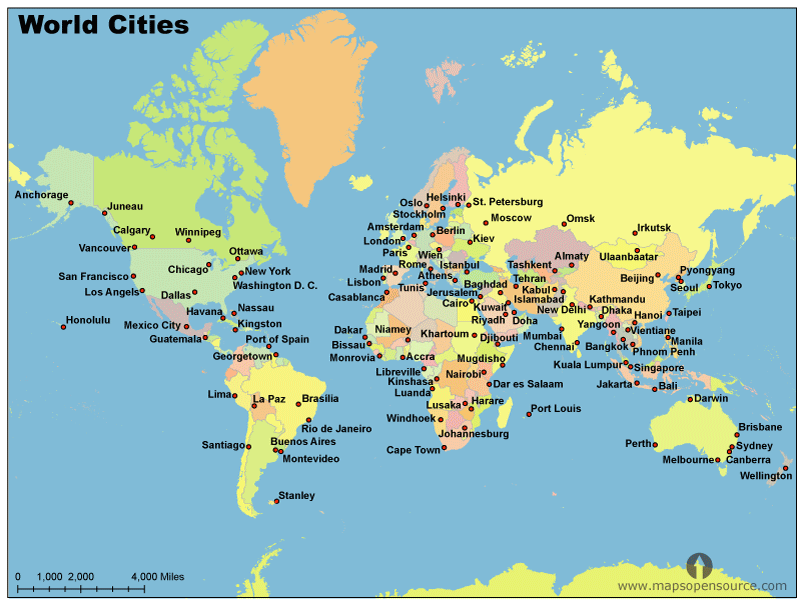 World Cities
Anchorage
Juneau
Calgary
Winnipeg
Vancouver
Ottawa
San Francisco
Chicago
New York
Washington D. C.
Los Angeles
Dallas
Honolulu
Nassau
Havana
Mexico City
Kingston
Guatemala
Port of Spain
Georgetown
Lima
La Paz
Brasilia
Rio de Janeiro
Santiago
Buenos Aires
Montevideo
Stanley
Oslo
Helsinki
St. Petersburg
Stockholm
Moscow
Amsterdam
Berlin
London
Kiev
Paris
Wien
Madrid
Rome
Istanbul
Lisbon
Athens
Tunis
Casablanca
Omsk
Irkutsk
Ulaanbaatar
Almaty
Tashkent
Tehran
Baghdad
Jerusalem
Cairo
Kabul
Islamabad
Kuwait
Riyadh
Doha
New Delhi
Kathmandu
Dhaka
Beijing
Pyongyang
Seoul
Tokyo
Taipei
Hanoi
Yangon
Vientiane
Manila
Mumbai
Chennai
Bangkok
Phnom Penh
Kuala Lumpur
Singapore
Jakarta
Bali
Dakar
Niamey
Khartoum
Djibouti
Bissau
Monrovia
Accra
Mugdisho
Libreville
Nairobi
Kinshasa
Luanda
Dar es Salaam
Lusaka
Harare
Port Louis
Windhoek
Johannesburg
Cape Town
Darwin
Brisbane
Perth
Sydney
Melbourne
Canberra
Wellington
0 1,000 2,000 4,000 Miles
www.mapsopensource.com